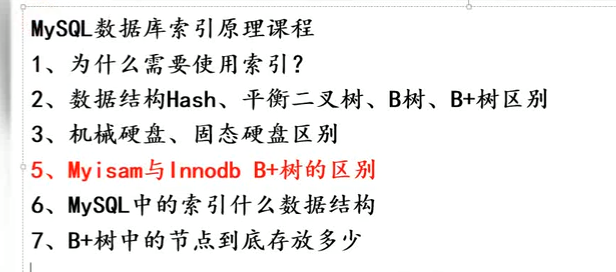 MySQL数据库索引原理课程
1、为什么需要使用索引?
2、数据结构Hash、平衡二叉树、B树、B+树区别
3、机械硬盘、固态硬盘区别
5、Myisam与Innodb B+树的区别
6、MySQL中的索引什么数据结构
7、B+树中的节点到底存放多少